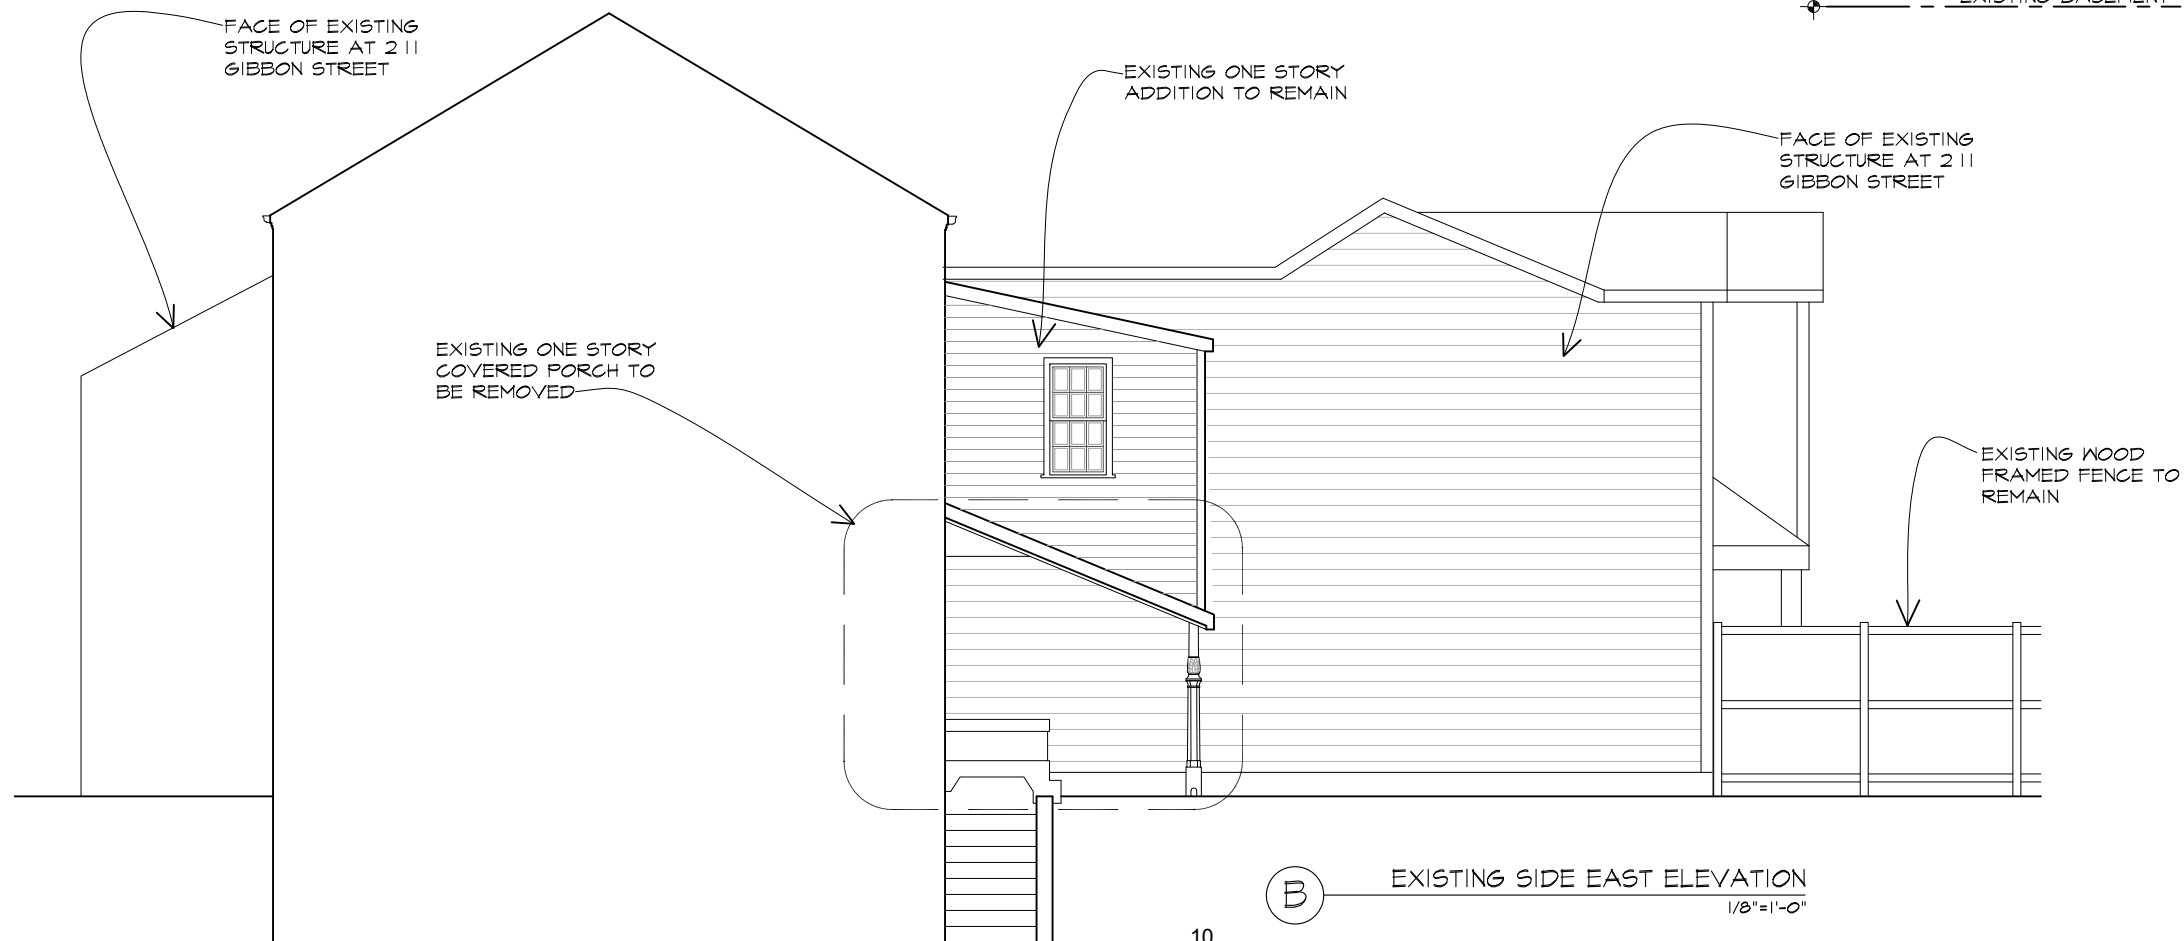 FACE OF EXISTING
STRUCTURE AT 211
GIBBON STREET
EXISTING BASEMENT
EXISTING ONE STORY
ADDITION TO REMAIN
FACE OF EXISTING
STRUCTURE AT 211
GIBBON STREET
EXISTING ONE STORY
COVERED PORCH TO
BE REMOVED
EXISTING WOOD
FRAMED FENCE TO
REMAIN
B
EXISTING SIDE EAST ELEVATION
1/8"=1'-0"
10